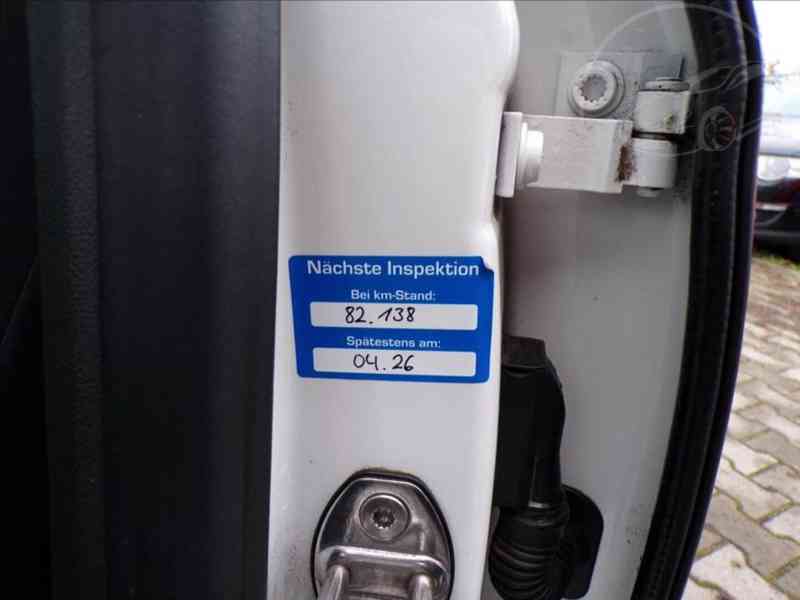 Nächste Inspektion
Bei km-Stand:
82.138
Spätestens am:
04.26